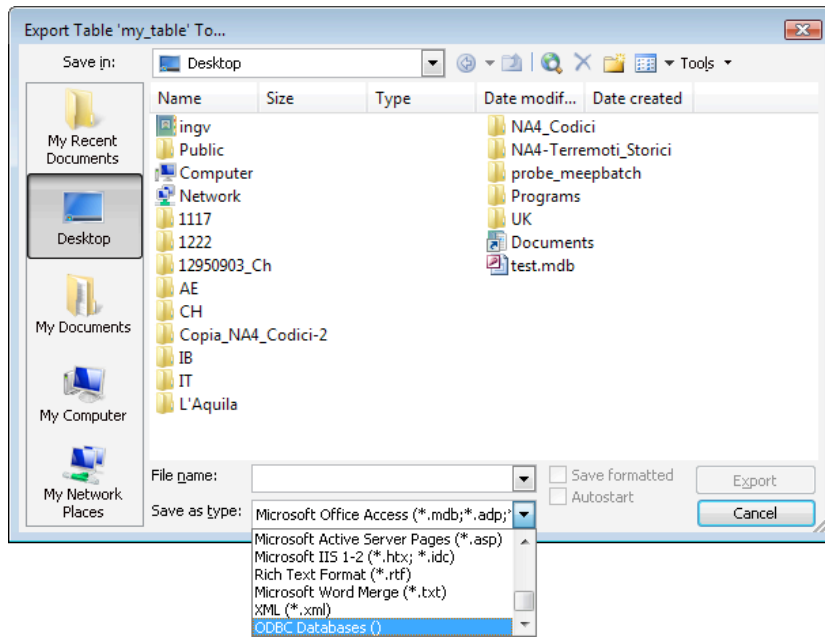 Export Table 'my_table' To...
Save in:
Desktop
Tools
My Recent
Documents
Desktop
My Documents
My Computer
My Network
Places
Name Size Type Date modif... Date created
ingv
Public
Computer
Network
1117
1222
12950903_Ch
AE
CH
Copia_NA4_Codici-2
IB
IT
L'Aquila
NA4_Codici
NA4-Terremoti_Storici
probe_meepbatch
Programs
UK
Documents
test.mdb
File name:
Save formatted
Autostart
Export
Save as type:
Microsoft Office Access (*.mdb;*.adp;*
Cancel
Microsoft Active Server Pages (*.asp)
Microsoft IIS 1-2 (*.htx; *.idc)
Rich Text Format (*.rtf)
Microsoft Word Merge (*.txt)
XML (*.xml)
ODBC Databases ()